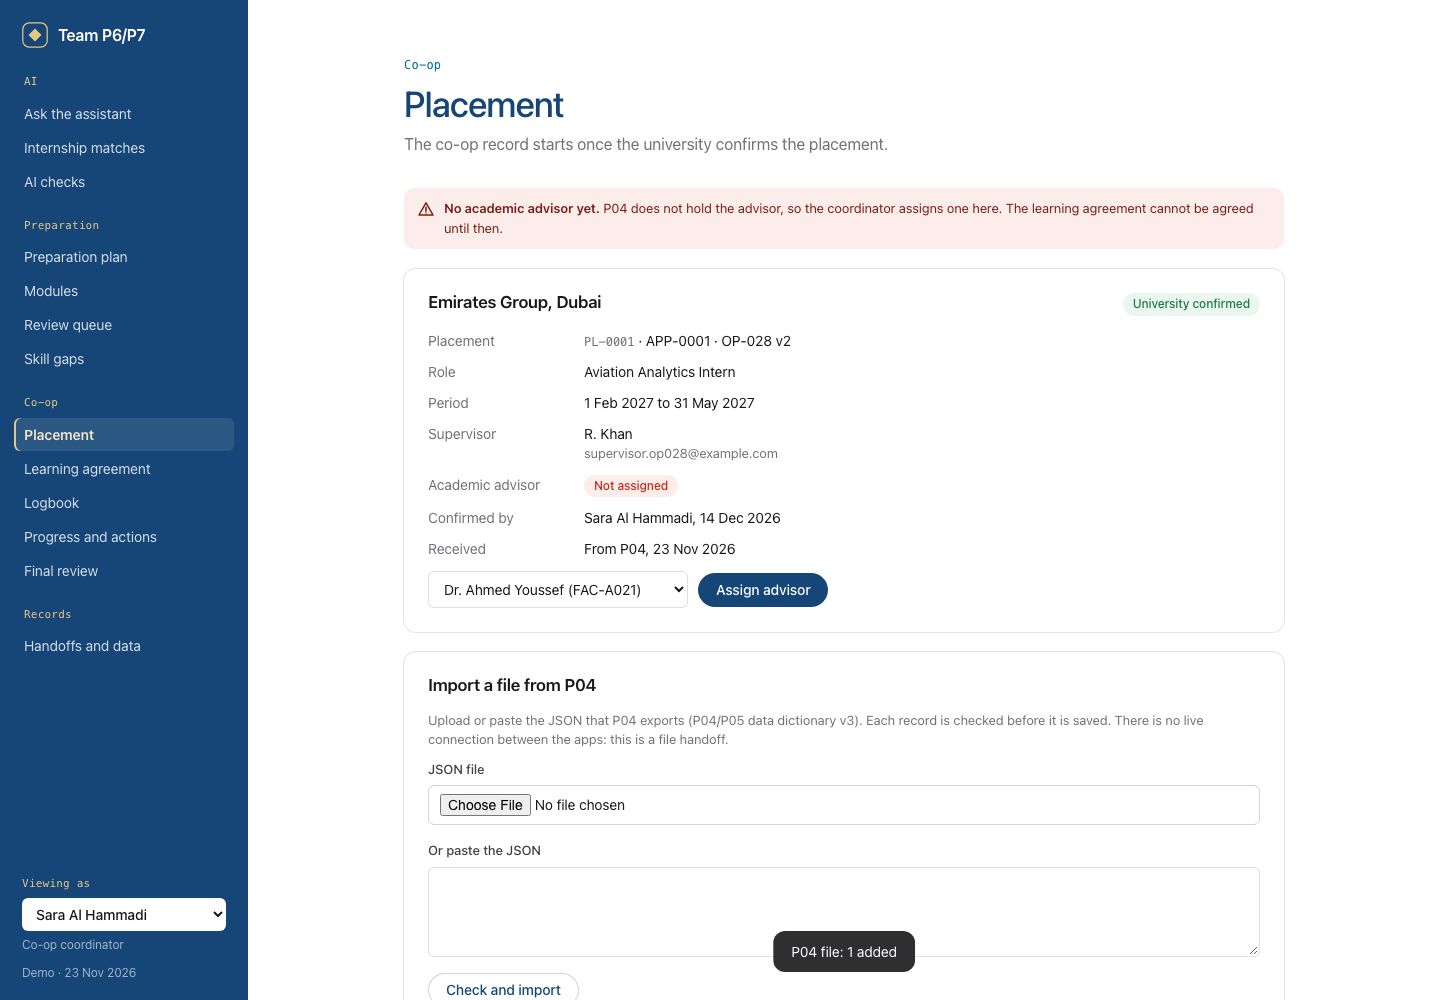 Team P6/P7
AI
Ask the assistant
Internship matches
AI checks
Preparation
Preparation plan
Modules
Review queue
Skill gaps
Co-op
Placement
Learning agreement
Logbook
Progress and actions
Final review
Records
Handoffs and data
Viewing as
Sara Al Hammadi
Co-op coordinator
Demo · 23 Nov 2026
Co-op
Placement
The co-op record starts once the university confirms the placement.
No academic advisor yet. P04 does not hold the advisor, so the coordinator assigns one here. The learning agreement cannot be agreed
until then.
Emirates Group, Dubai
University confirmed
Placement PL-0001 · APP-0001 · OP-028 v2
Role Aviation Analytics Intern
Period 1 Feb 2027 to 31 May 2027
Supervisor R. Khan
supervisor.op028@example.com
Academic advisor Not assigned
Confirmed by Sara Al Hammadi, 14 Dec 2026
Received From P04, 23 Nov 2026
Dr. Ahmed Youssef (FAC-A021) Assign advisor
Import a file from P04
Upload or paste the JSON that P04 exports (P04/P05 data dictionary v3). Each record is checked before it is saved. There is no live
connection between the apps: this is a file handoff.
JSON file
Choose File No file chosen
Or paste the JSON
P04 file: 1 added
Check and import